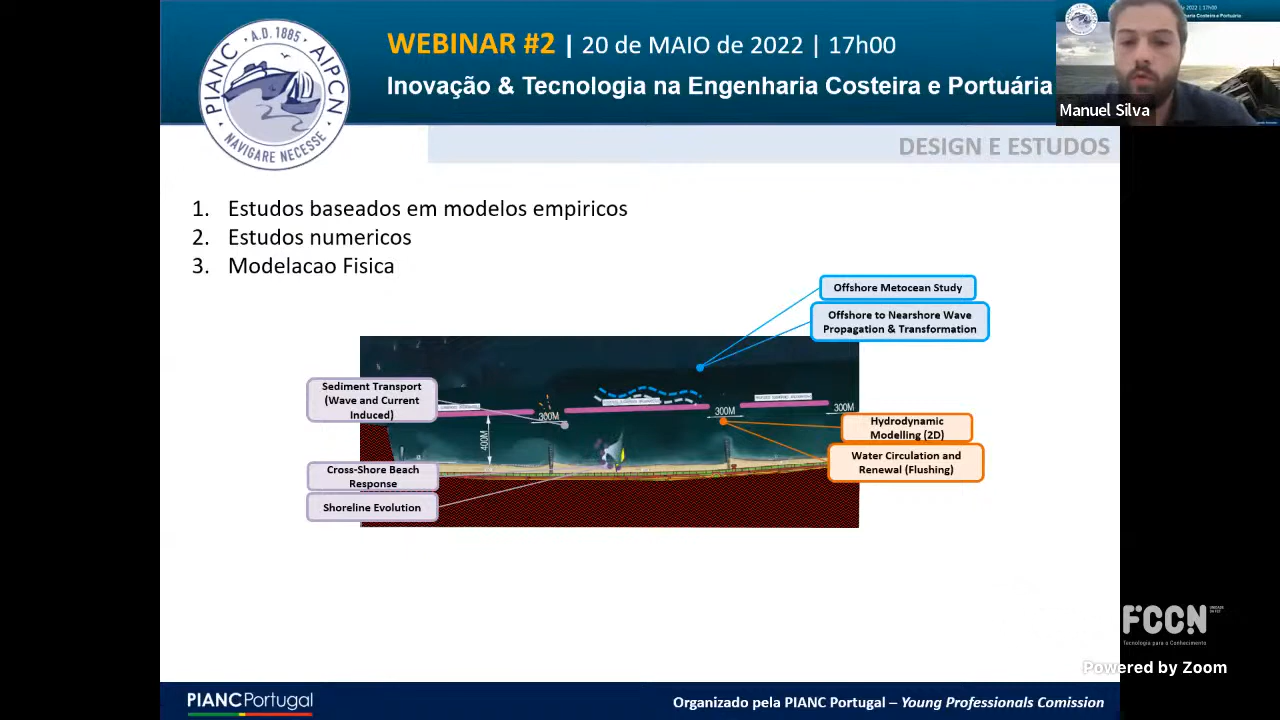 WEBINAR #2 | 20 de MAIO de 2022 | 17h00
Inovação & Tecnologia na Engenharia Costeira e Portuária
PIANC · A.D. 1885 · AIPCN
NAVIGARE NECESSE
Manuel Silva
DESIGN E ESTUDOS
1. Estudos baseados em modelos empiricos
2. Estudos numericos
3. Modelacao Fisica
Offshore Metocean Study
Offshore to Nearshore Wave
Propagation & Transformation
Sediment Transport
(Wave and Current
Induced)
300M
300M
300M
400M
Hydrodynamic
Modelling (2D)
Water Circulation and
Renewal (Flushing)
Cross-Shore Beach
Response
Shoreline Evolution
FCCN
Tecnologia para o Conhecimento
Powered by Zoom
PIANCPortugal
Organizado pela PIANC Portugal – Young Professionals Comission